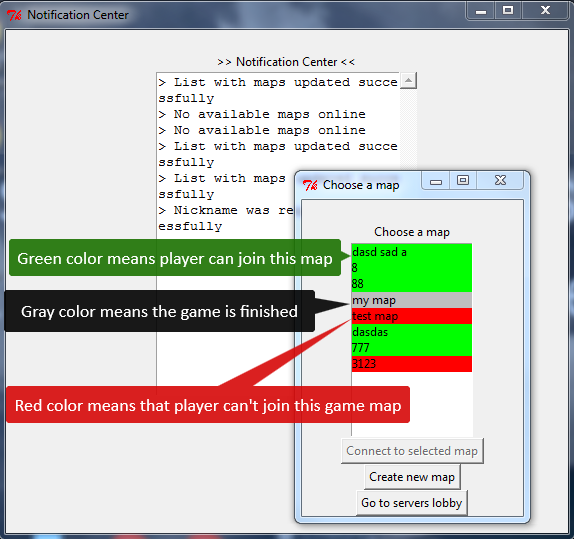 Notification Center
>> Notification Center <<
> List with maps updated succe
ssfully
> No available maps online
> No available maps online
> List with maps updated succe
ssfully
> List with maps
ssfully
> Nickname was re
essfully
Choose a map
Choose a map
dasd sad a
8
88
my map
test map
dasdas
777
3123
Connect to selected map
Create new map
Go to servers lobby
Green color means player can join this map
Gray color means the game is finished
Red color means that player can't join this game map